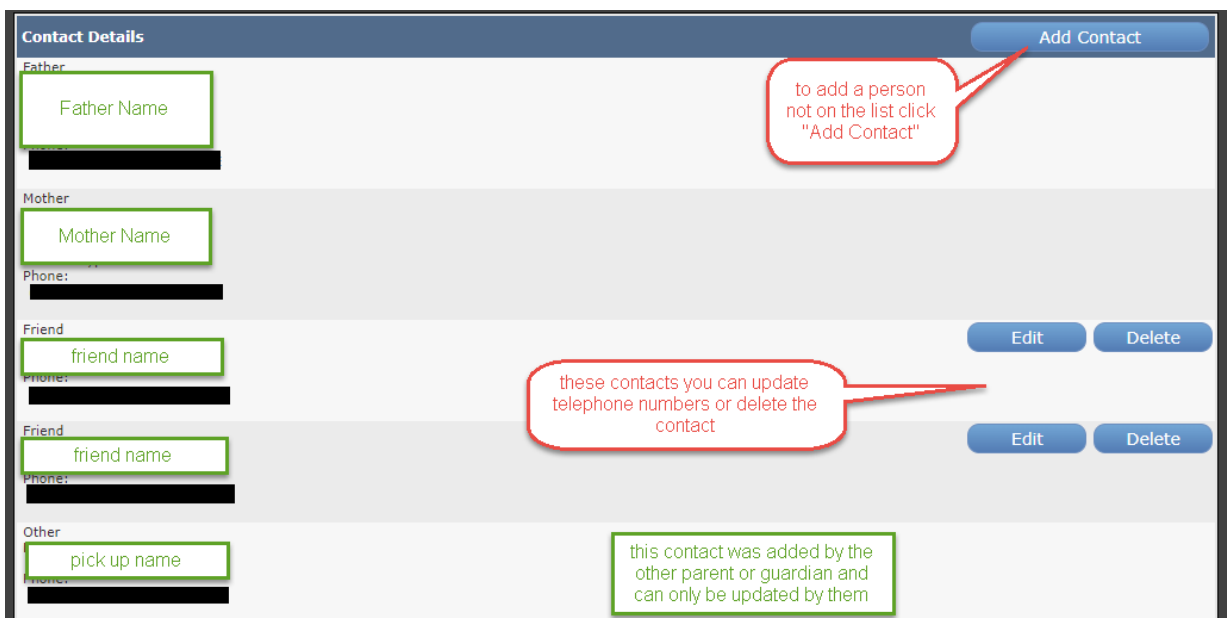 Contact Details
Add Contact
Father
Father Name
to add a person
not on the list click
"Add Contact"
Mother
Mother Name
Phone:
Friend
Edit
Delete
friend name
Phone:
these contacts you can update
telephone numbers or delete the
contact
Friend
Edit
Delete
friend name
Phone:
Other
pick up name
Phone:
this contact was added by the
other parent or guardian and
can only be updated by them